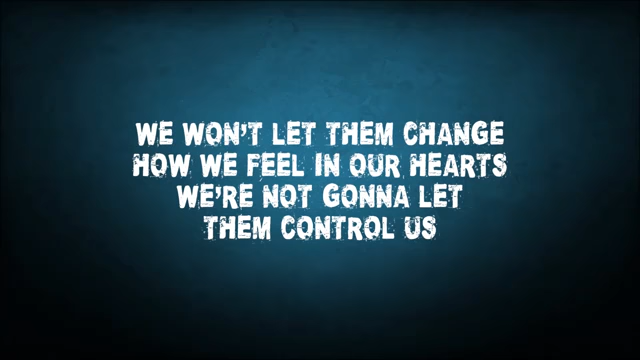 WE WON'T LET THEM CHANGE
HOW WE FEEL IN OUR HEARTS
WE'RE NOT GONNA LET
THEM CONTROL US